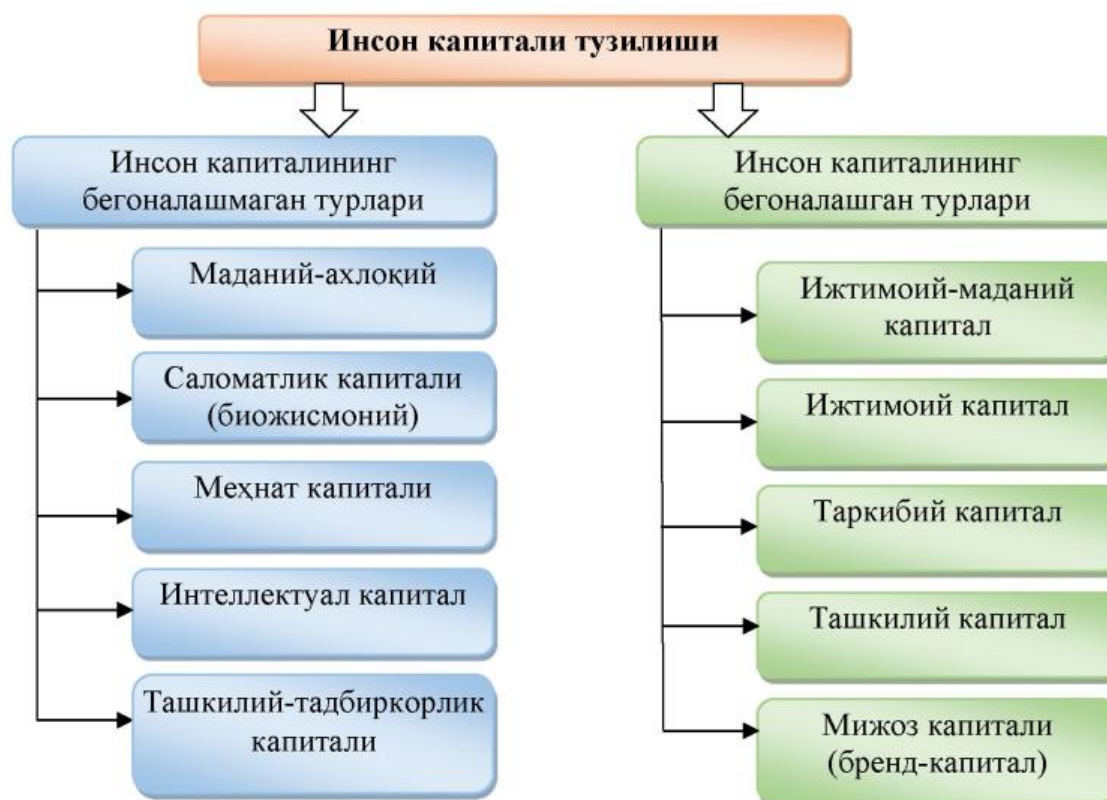 Инсон капитали тузилиши
Инсон капиталининг
бегоналашмаган турлари
Маданий-ахлоқий
Саломатлик капитали
(биожисмоний)
Меҳнат капитали
Интеллектуал капитал
Ташкилий-тадбиркорлик
капитали
Инсон капиталининг
бегоналашган турлари
Ижтимоий-маданий
капитал
Ижтимоий капитал
Таркибий капитал
Ташкилий капитал
Мижоз капитали
(бренд-капитал)